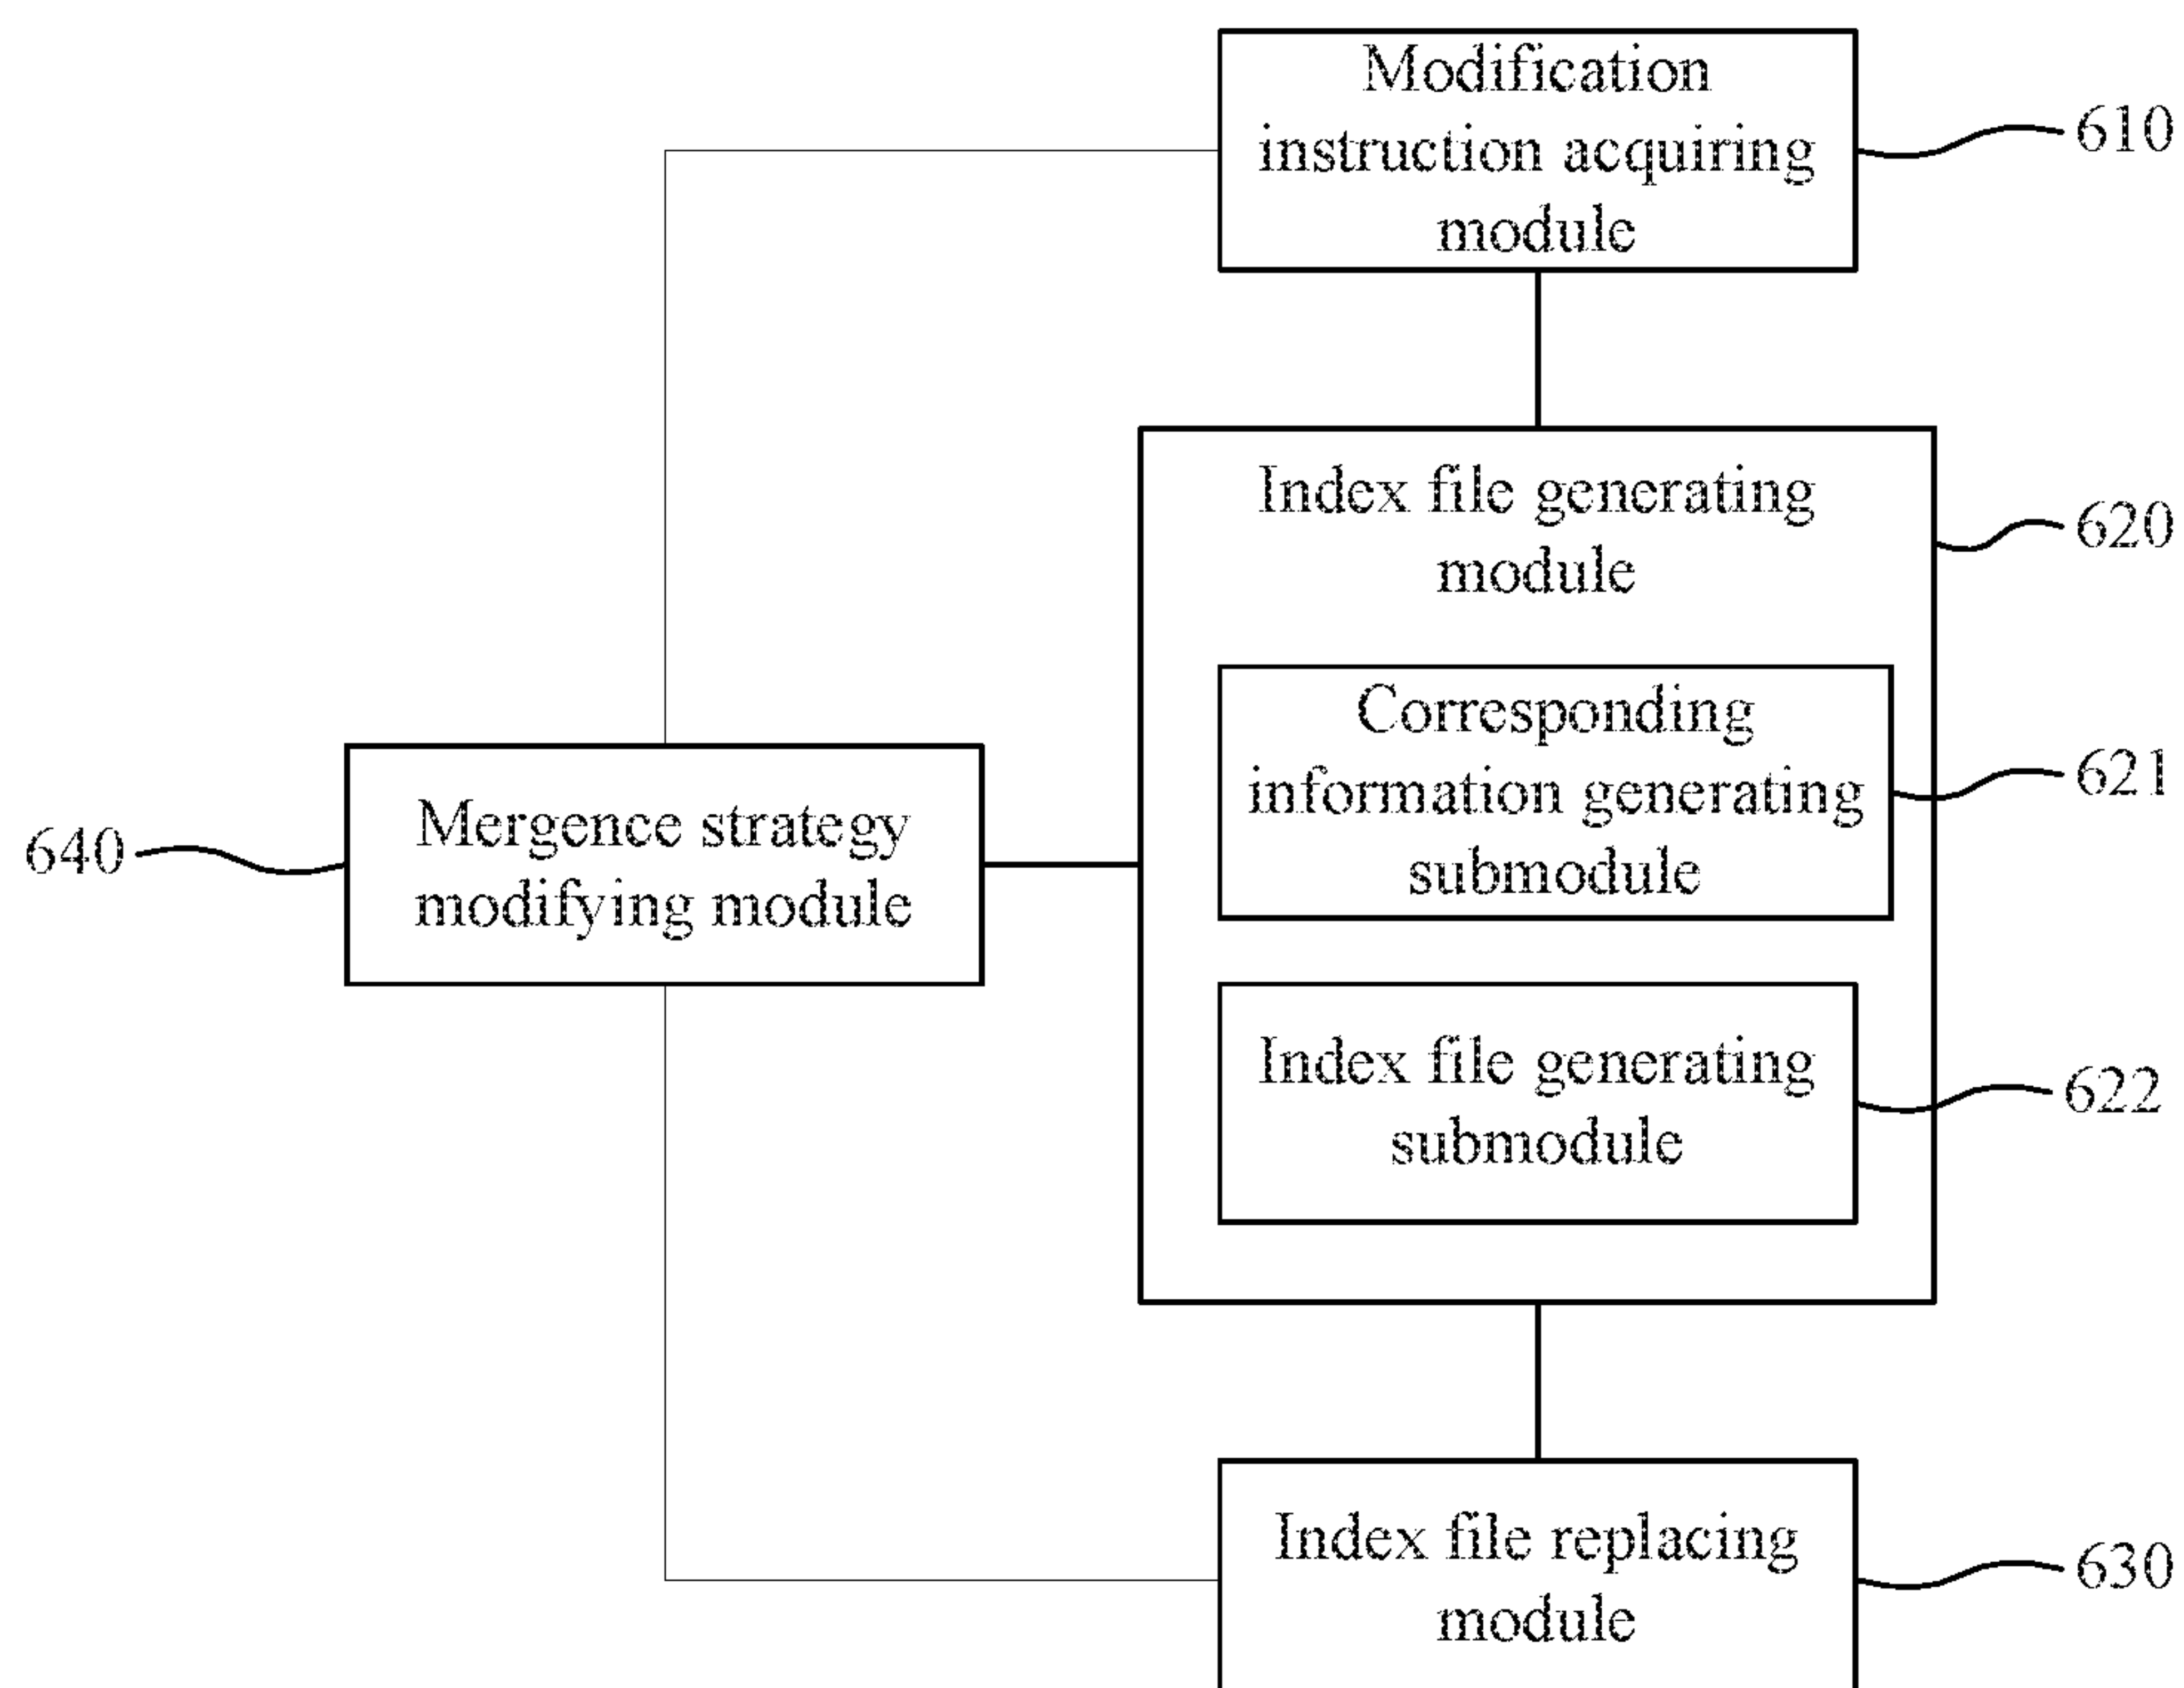 Modification
instruction acquiring
module
610
Index file generating
module
620
Corresponding
information generating
submodule
621
Mergence strategy
modifying module
640
Index file generating
submodule
622
Index file replacing
module
630